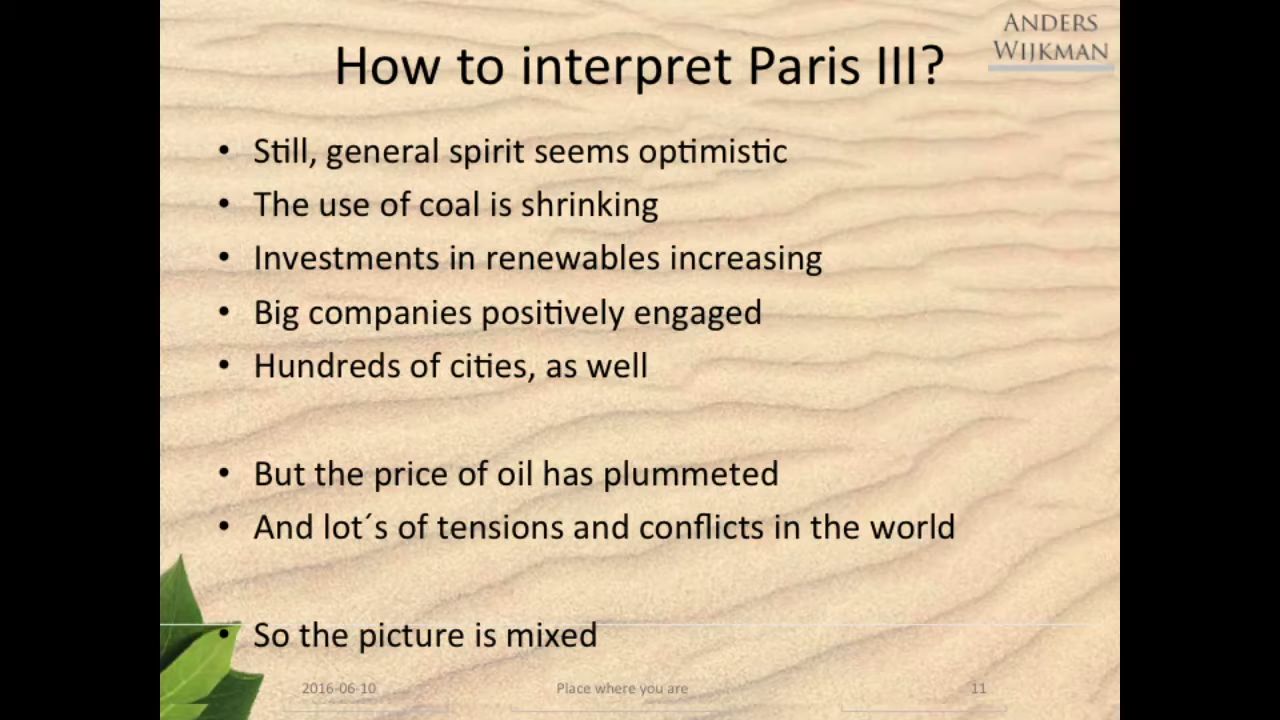 ANDERS
WIJKMAN
How to interpret Paris III?
• Still, general spirit seems optimistic
• The use of coal is shrinking
• Investments in renewables increasing
• Big companies positively engaged
• Hundreds of cities, as well
• But the price of oil has plummeted
• And lot´s of tensions and conflicts in the world
• So the picture is mixed
2016-06-10
Place where you are
11